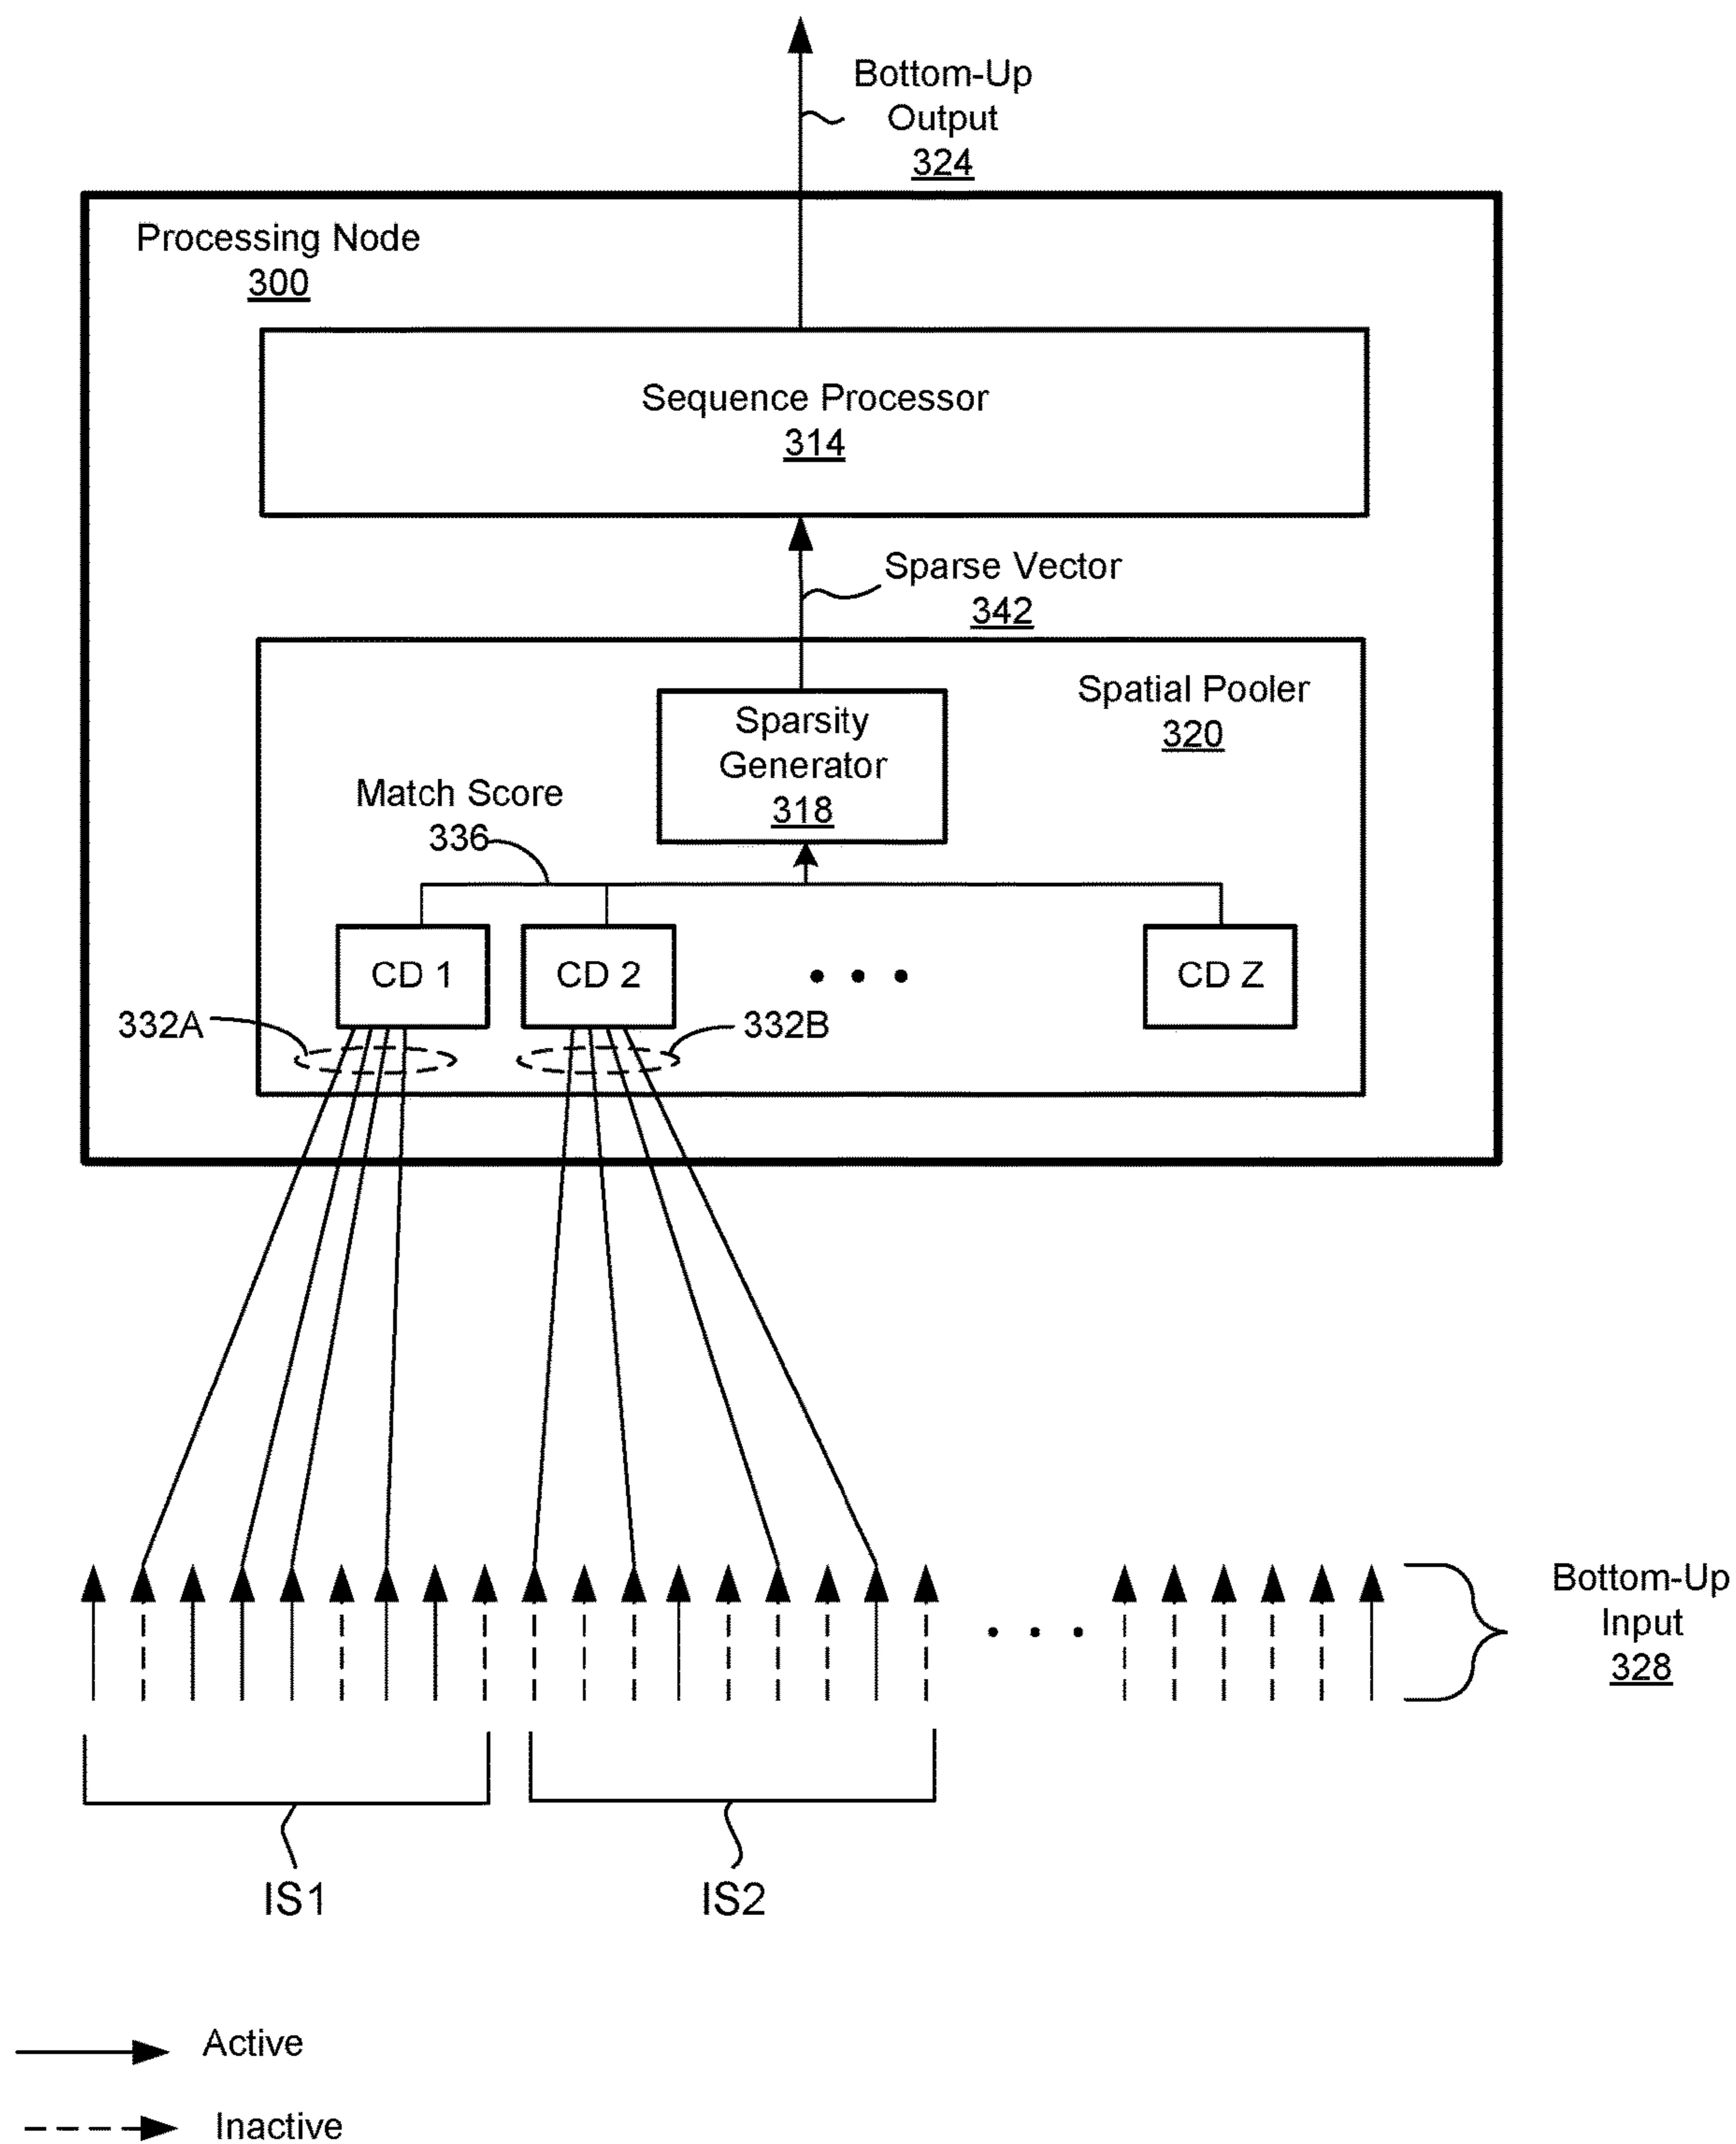 Bottom-Up
Output
324
Processing Node
300
Sequence Processor
314
Sparse Vector
342
Spatial Pooler
320
Sparsity
Generator
318
Match Score
336
CD 1
CD 2
CD Z
332A
332B
Bottom-Up
Input
328
IS1
IS2
Active
Inactive